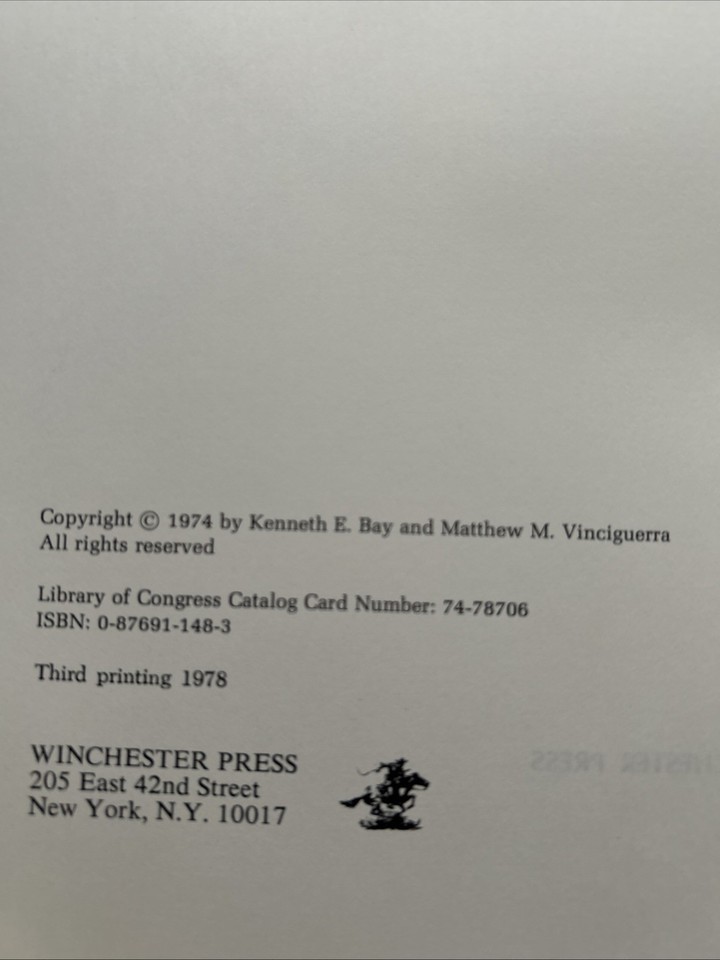 Copyright © 1974 by Kenneth E. Bay and Matthew M. Vinciguerra
All rights reserved
Library of Congress Catalog Card Number: 74-78706
ISBN: 0-87691-148-3
Third printing 1978
WINCHESTER PRESS
205 East 42nd Street
New York, N.Y. 10017